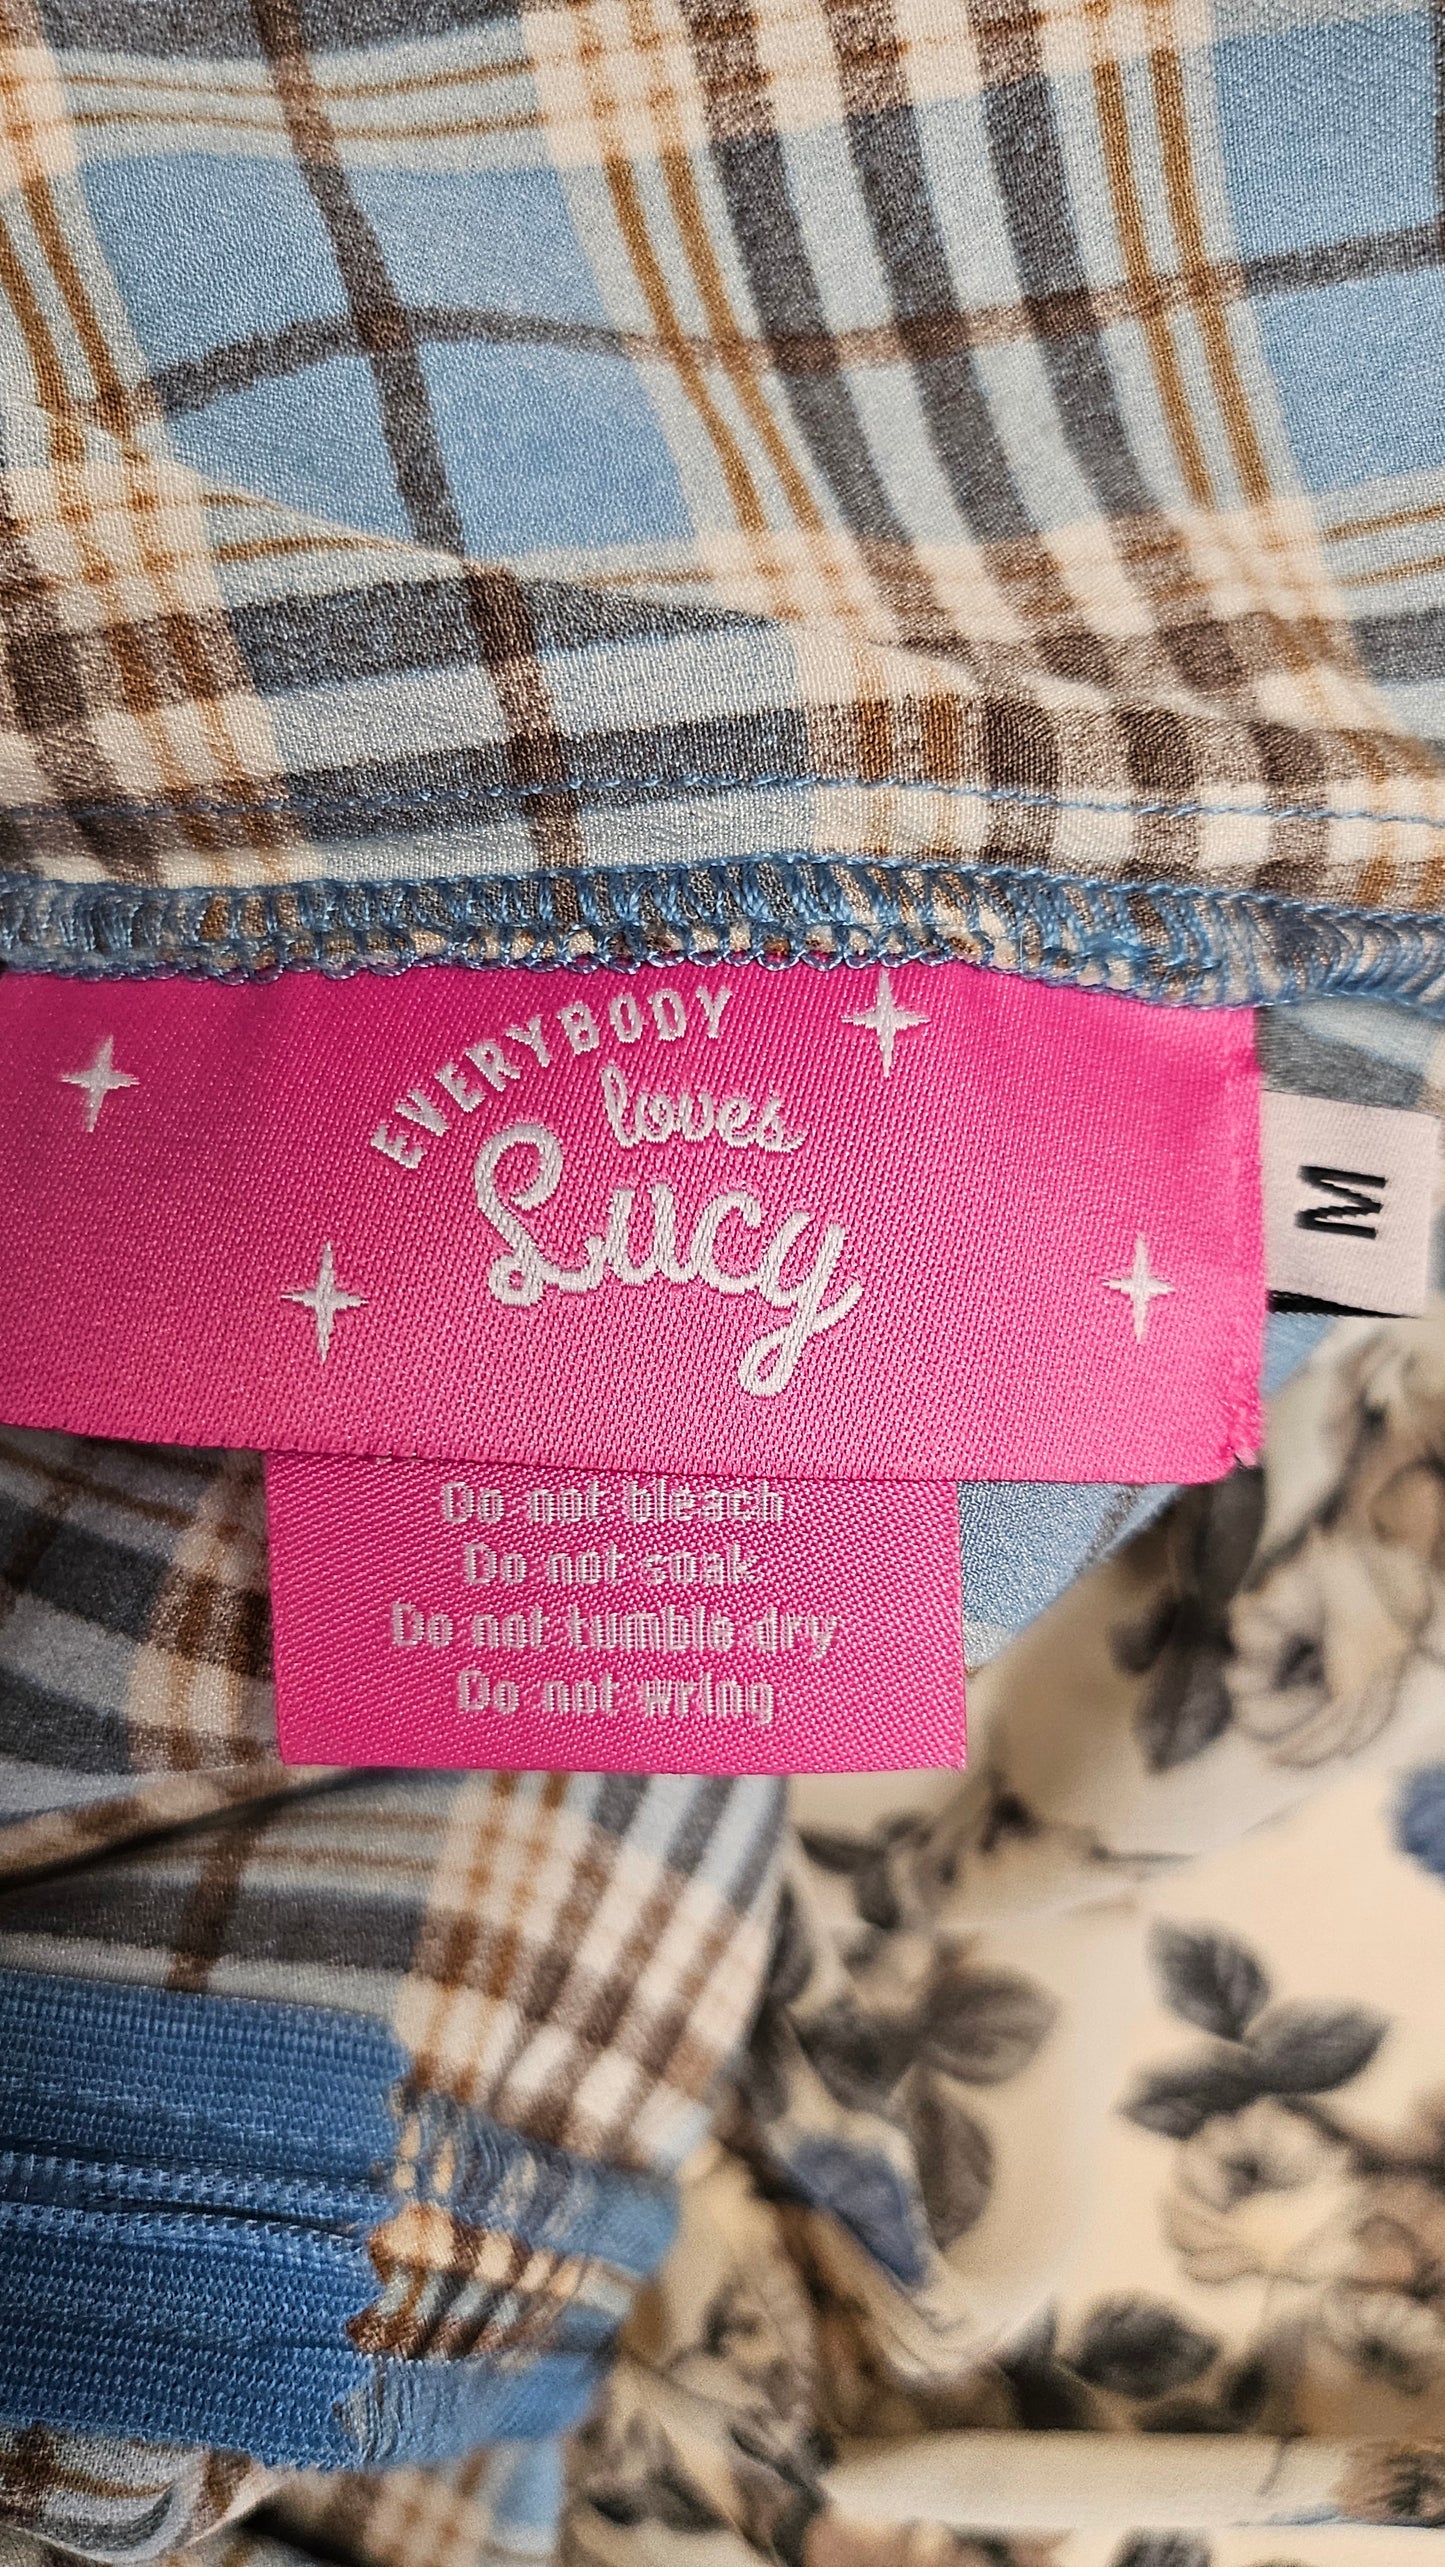 EVERYBODY
loves
Lucy
M
Do not bleach
Do not soak
Do not tumble dry
Do not wring